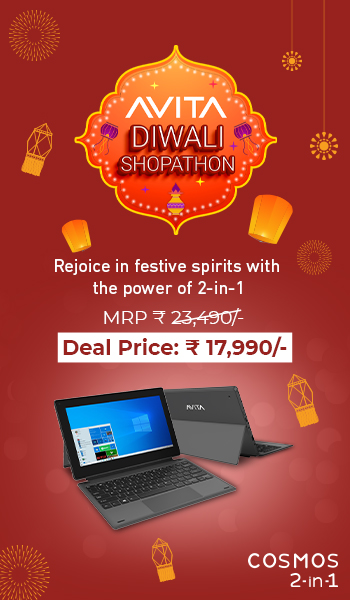 AVITA
DIWALI
SHOPATHON
Rejoice in festive spirits with
the power of 2-in-1
MRP ₹ 23,490/-
Deal Price: ₹ 17,990/-
AVITA
COSMOS
2-in-1